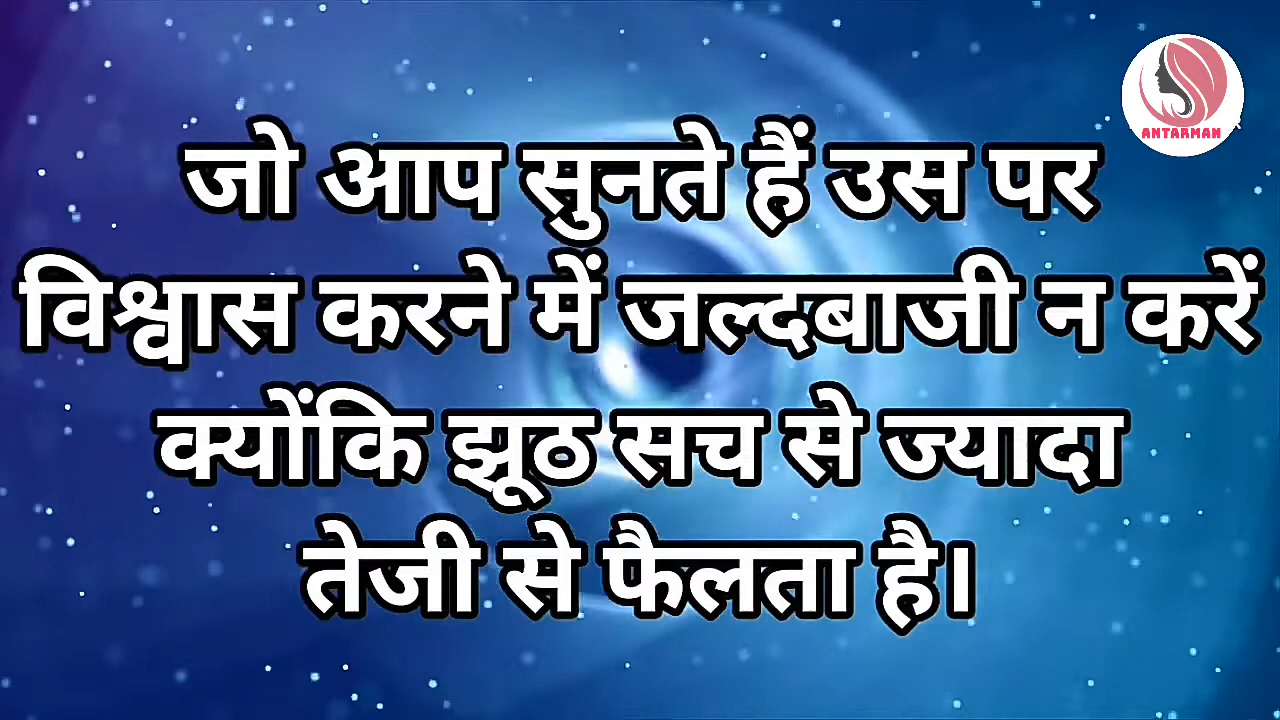 ANTARMAN
जो आप सुनते हैं उस पर
विश्वास करने में जल्दबाजी न करें
क्योंकि झूठ सच से ज्यादा
तेजी से फैलता है।